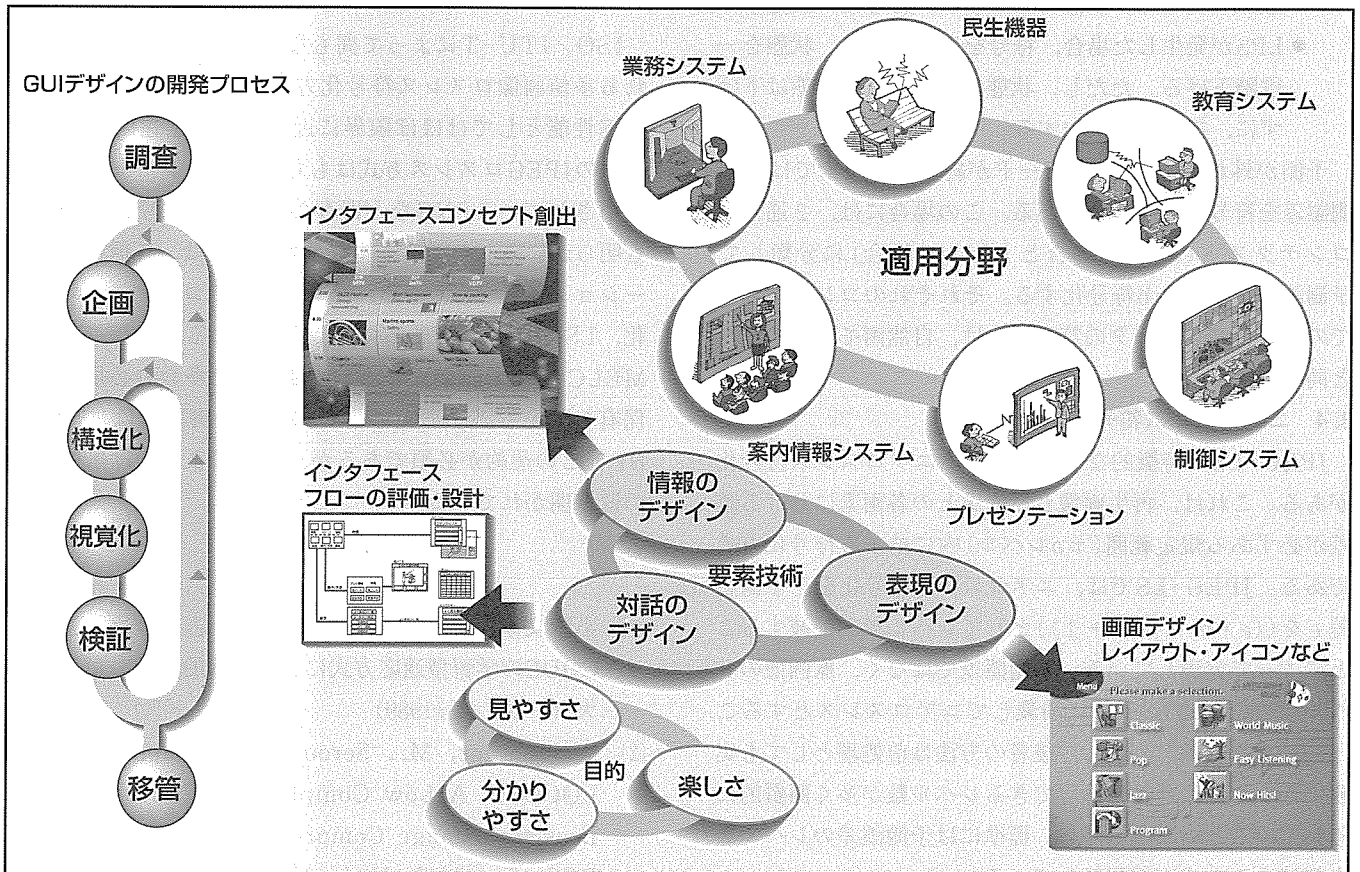 GUIデザインの開発プロセス
調査
企画
構造化
視覚化
検証
移管
民生機器
業務システム
教育システム
適用分野
案内情報システム
制御システム
プレゼンテーション
インタフェースコンセプト創出
インタフェース
フローの評価・設計
情報の
デザイン
要素技術
対話の
デザイン
表現の
デザイン
画面デザイン
レイアウト・アイコンなど
Menu
Please make a selection.
Classic
World Music
Pop
Easy Listening
Jazz
Now Hits!
Program
見やすさ
目的
分かり
やすさ
楽しさ